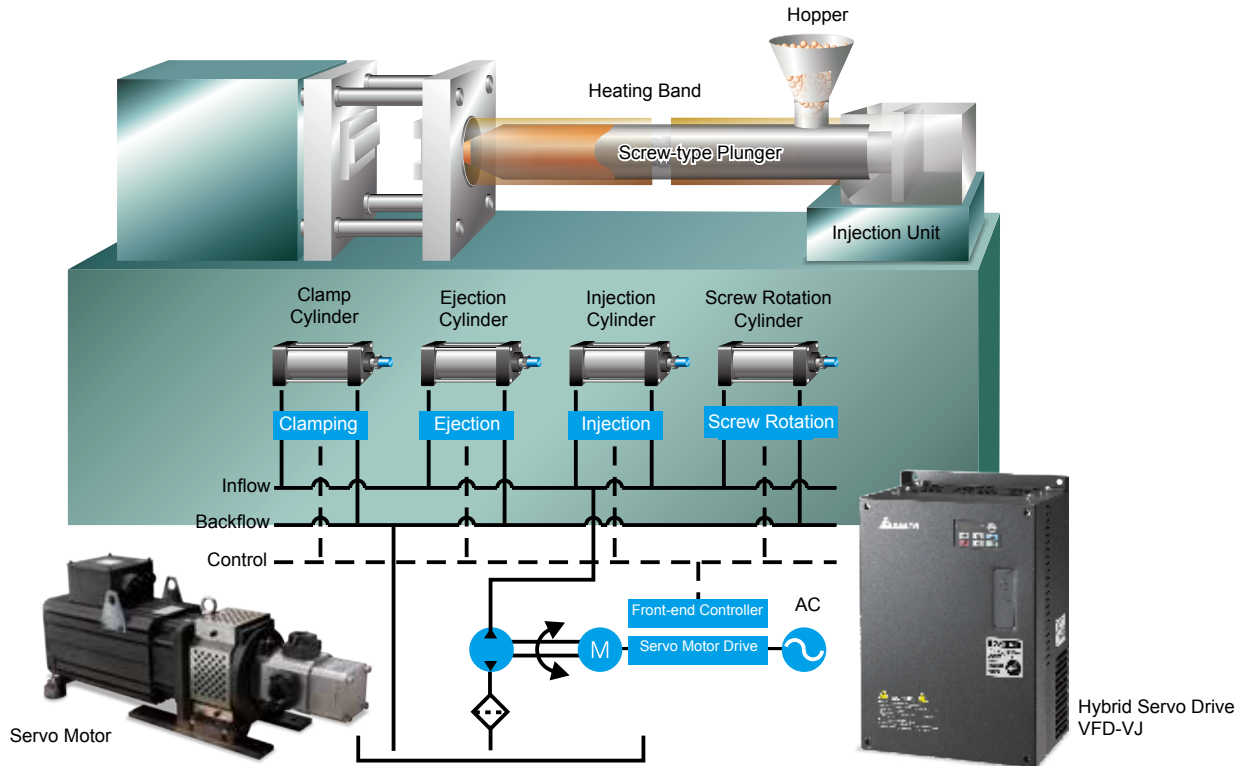 Hopper
Heating Band
Screw-type Plunger
Injection Unit
Clamp
Cylinder
Ejection
Cylinder
Injection
Cylinder
Screw Rotation
Cylinder
Clamping
Ejection
Injection
Screw Rotation
Inflow
Backflow
Control
Front-end Controller
AC
M
Servo Motor Drive
Servo Motor
Hybrid Servo Drive
VFD-VJ